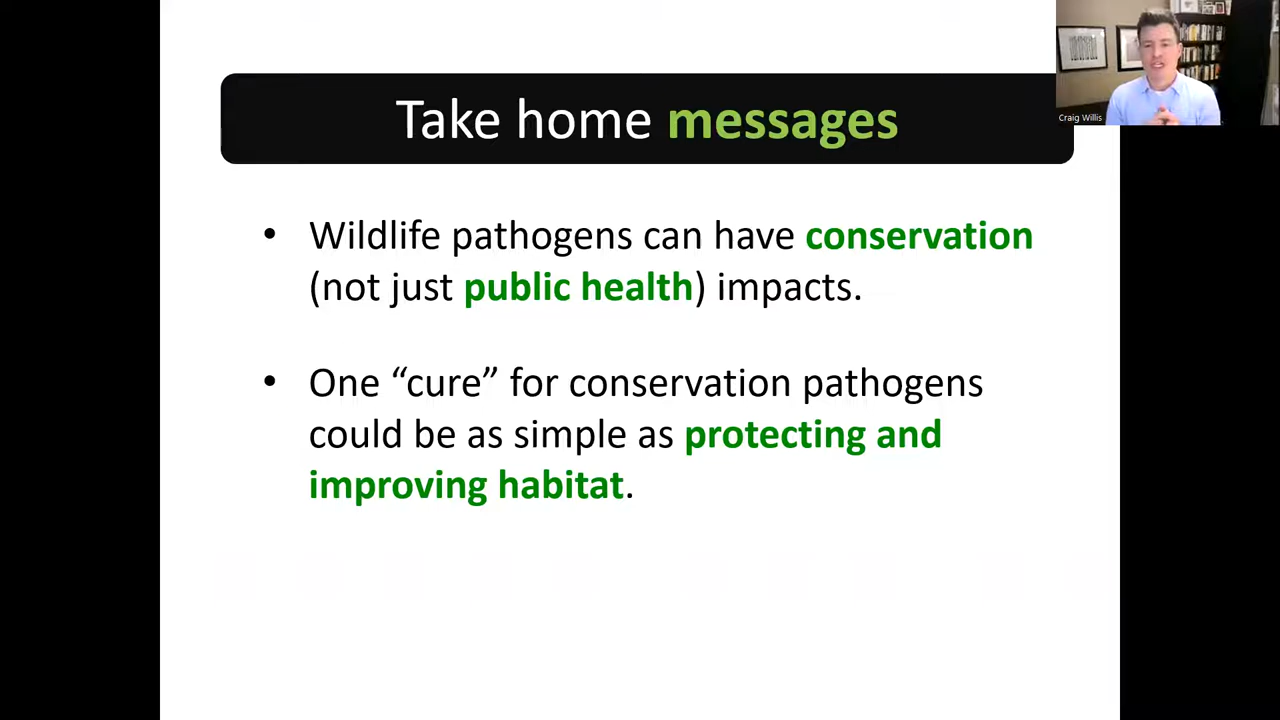 Take home messages
Craig Willis
• Wildlife pathogens can have conservation
(not just public health) impacts.
• One “cure” for conservation pathogens
could be as simple as protecting and
improving habitat.